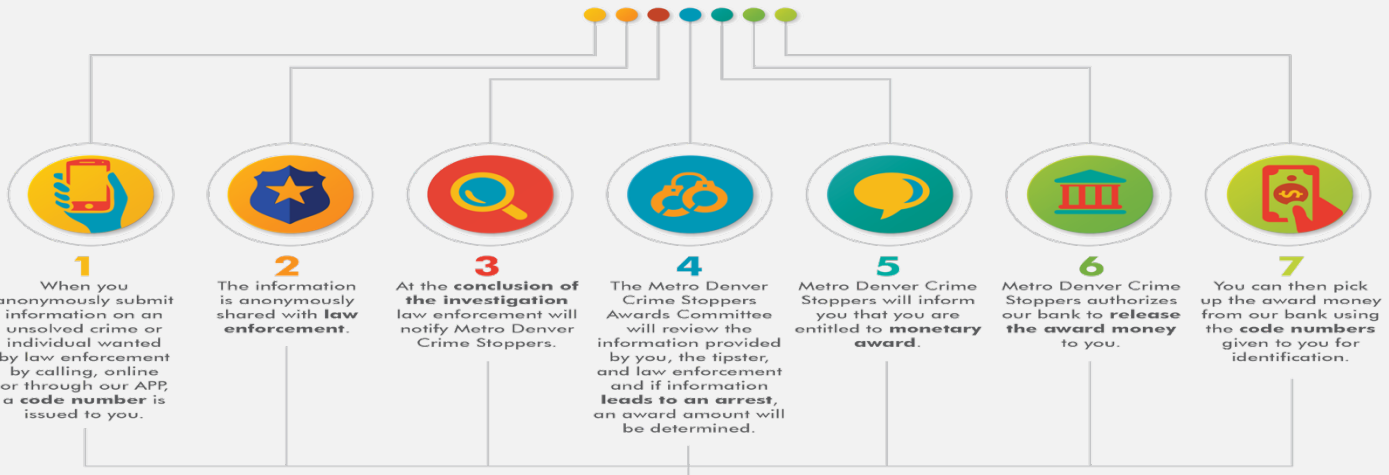 1
When you
anonymously submit
information on an
unsolved crime or
individual wanted
by law enforcement
by calling, online
or through our APP,
a code number is
issued to you.
2
The information
is anonymously
shared with law
enforcement.
3
At the conclusion of
the investigation
law enforcement will
notify Metro Denver
Crime Stoppers.
4
The Metro Denver
Crime Stoppers
Awards Committee
will review the
information provided
by you, the tipster,
and law enforcement
and if information
leads to an arrest,
an award amount will
be determined.
5
Metro Denver Crime
Stoppers will inform
you that you are
entitled to monetary
award.
6
Metro Denver Crime
Stoppers authorizes
our bank to release
the award money
to you.
7
You can then pick
up the award money
from our bank using
the code numbers
given to you for
identification.
$